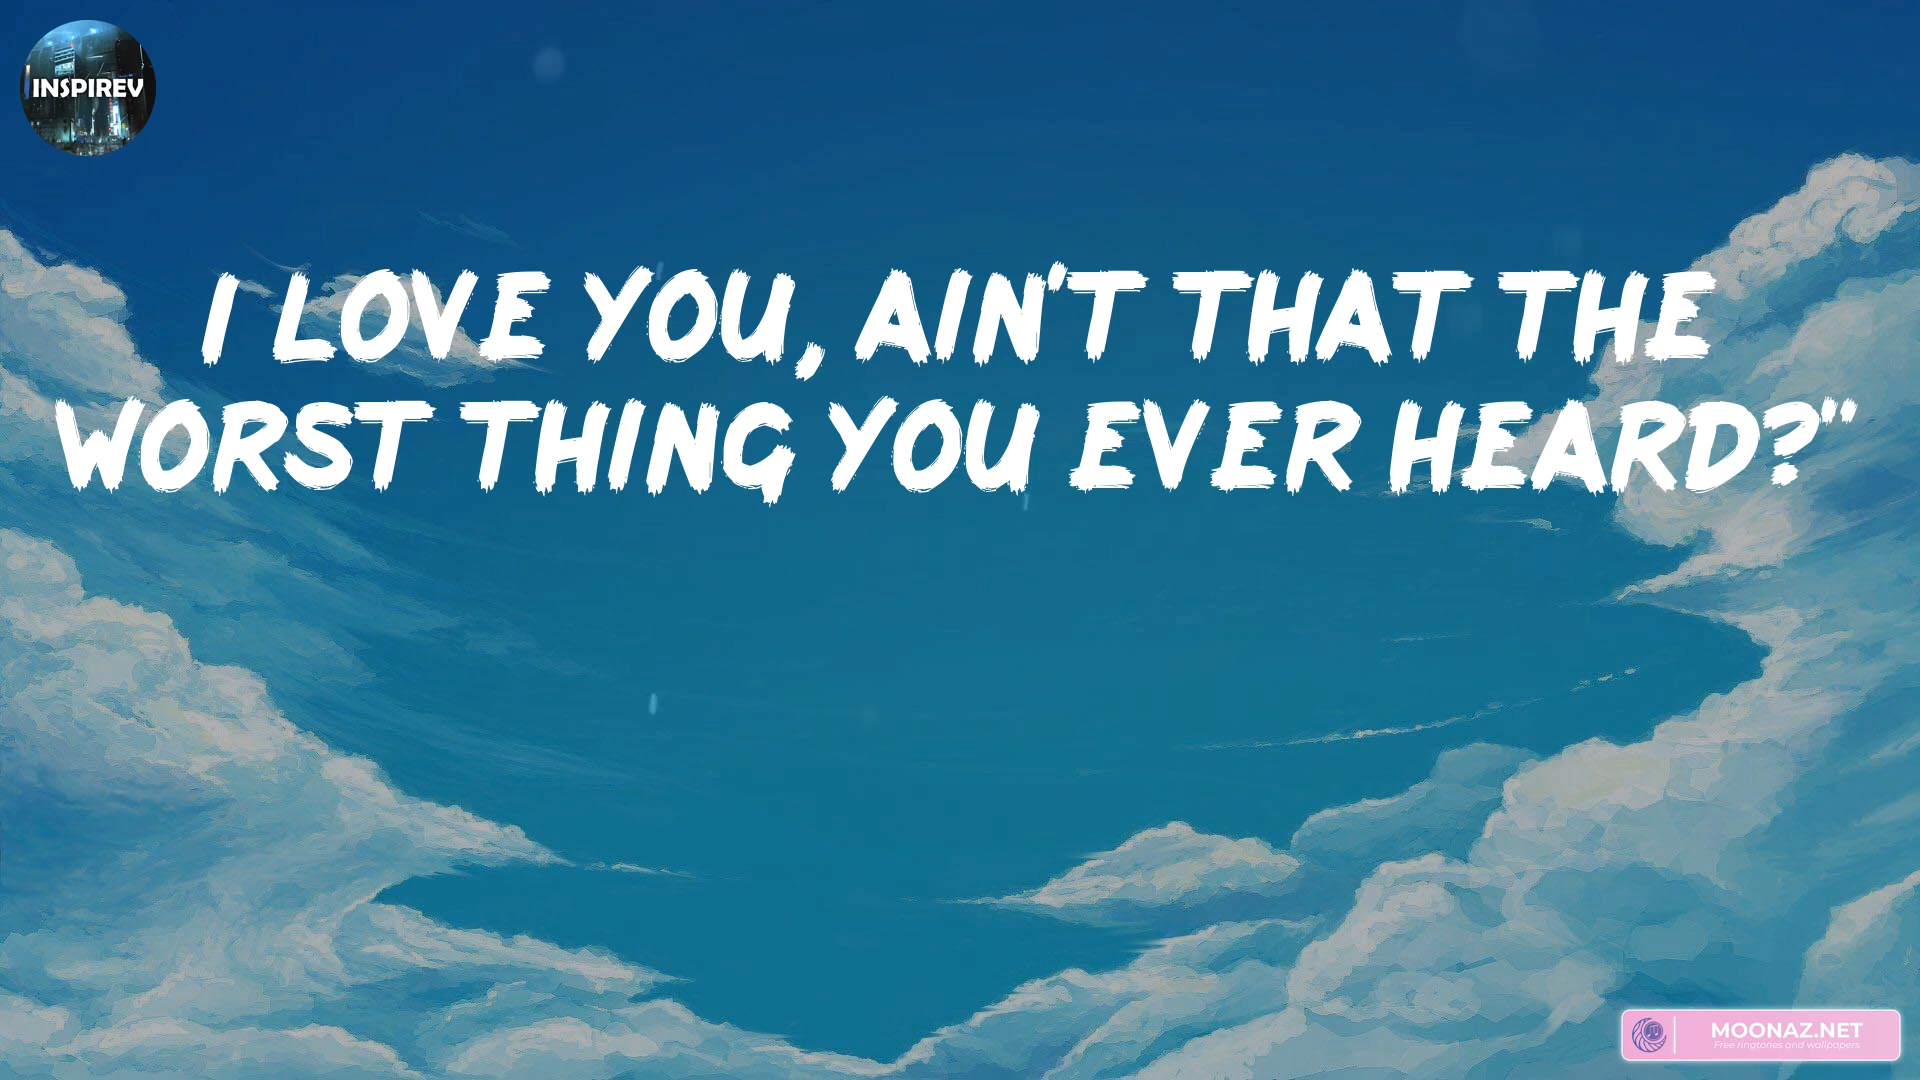 INSPIREV
I LOVE YOU, AIN'T THAT THE
WORST THING YOU EVER HEARD?"
MOONAZ.NET
Free ringtones and wallpapers